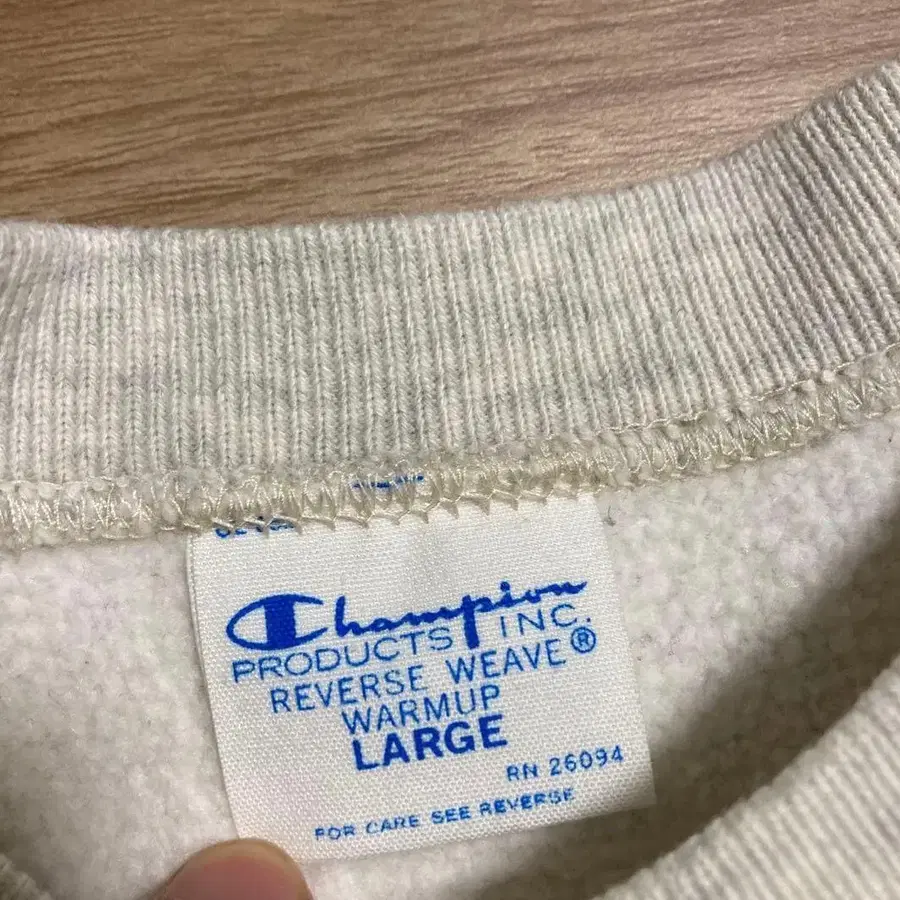 Champion
PRODUCTS INC.
REVERSE WEAVE®
WARMUP
LARGE
RN 26094
FOR CARE SEE REVERSE